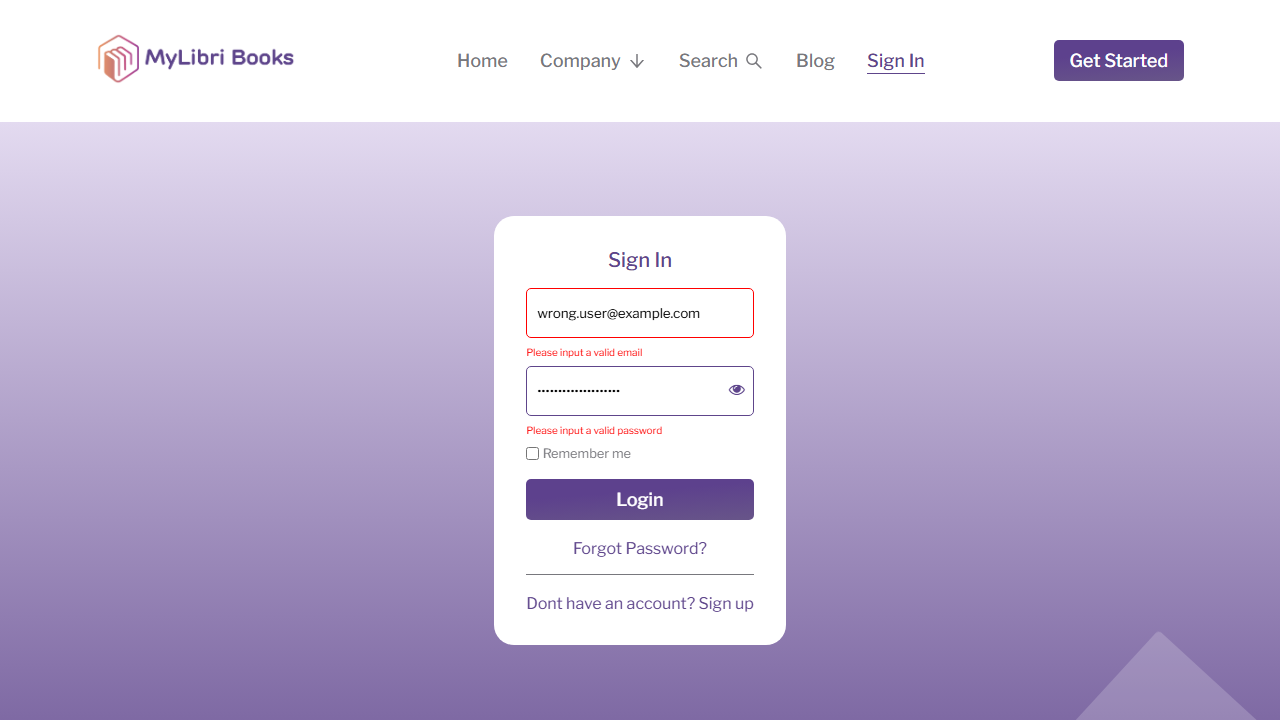 MyLibri Books
Home
Company
Search
Blog
Sign In
Get Started
Sign In
wrong.user@example.com
Please input a valid email
••••••••••••••••••••
Please input a valid password
Remember me
Login
Forgot Password?
Dont have an account? Sign up